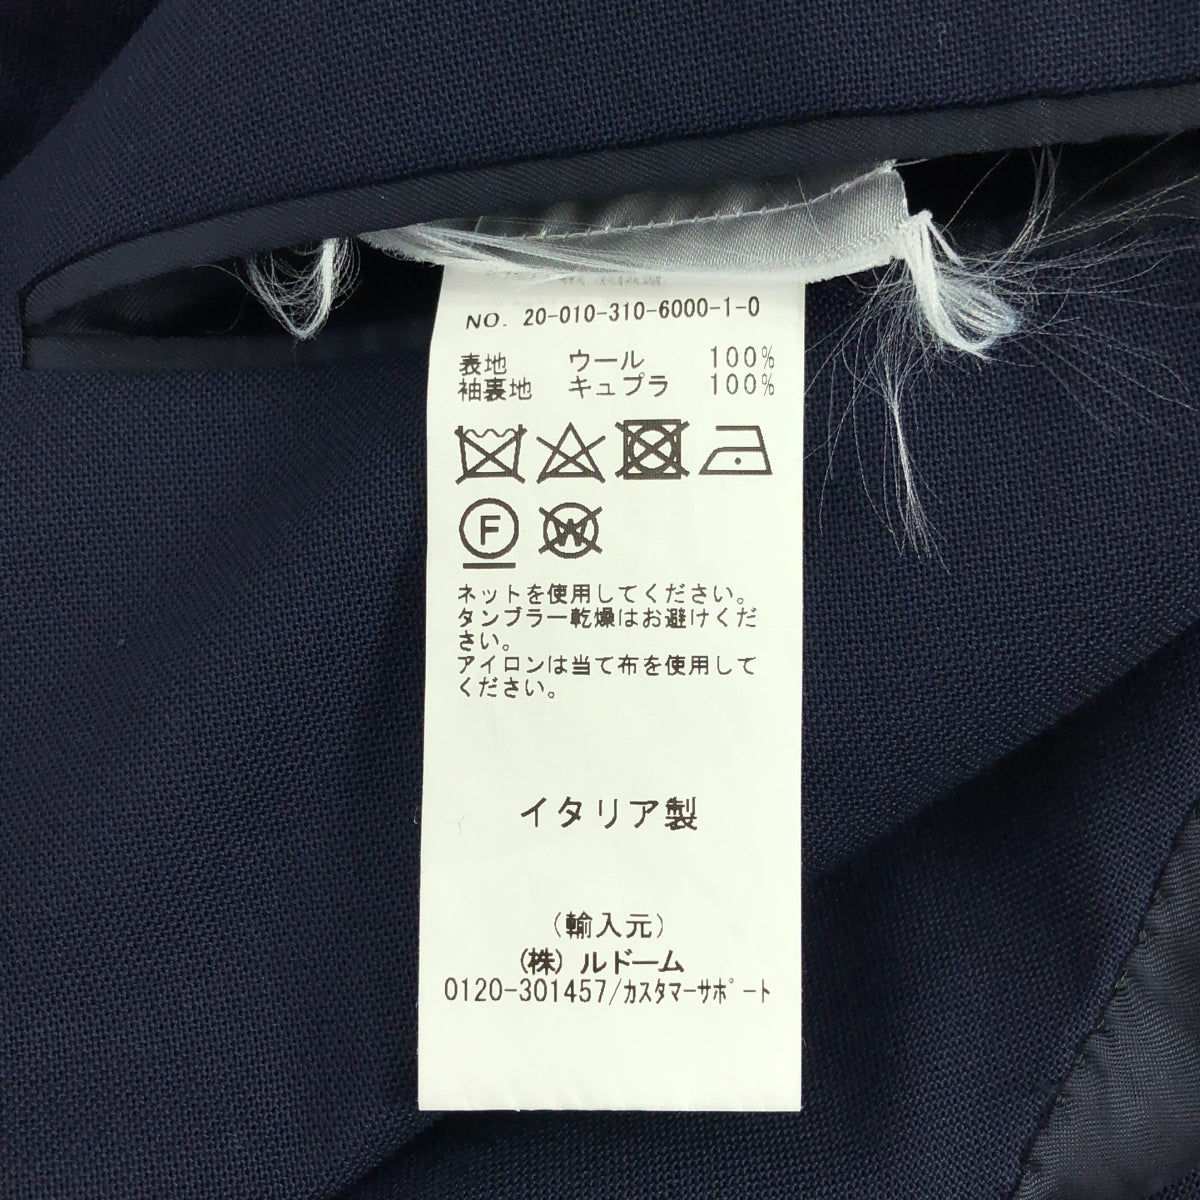 NO. 20-010-310-6000-1-0
表地 ウール 100%
袖裏地 キュプラ 100%
F
W
ネットを使用してください。
タンブラー乾燥はお避けくだ
さい。
アイロンは当て布を使用して
ください。
イタリア製
(輸入元)
(株) ルドーム
0120-301457/カスタマーサポート